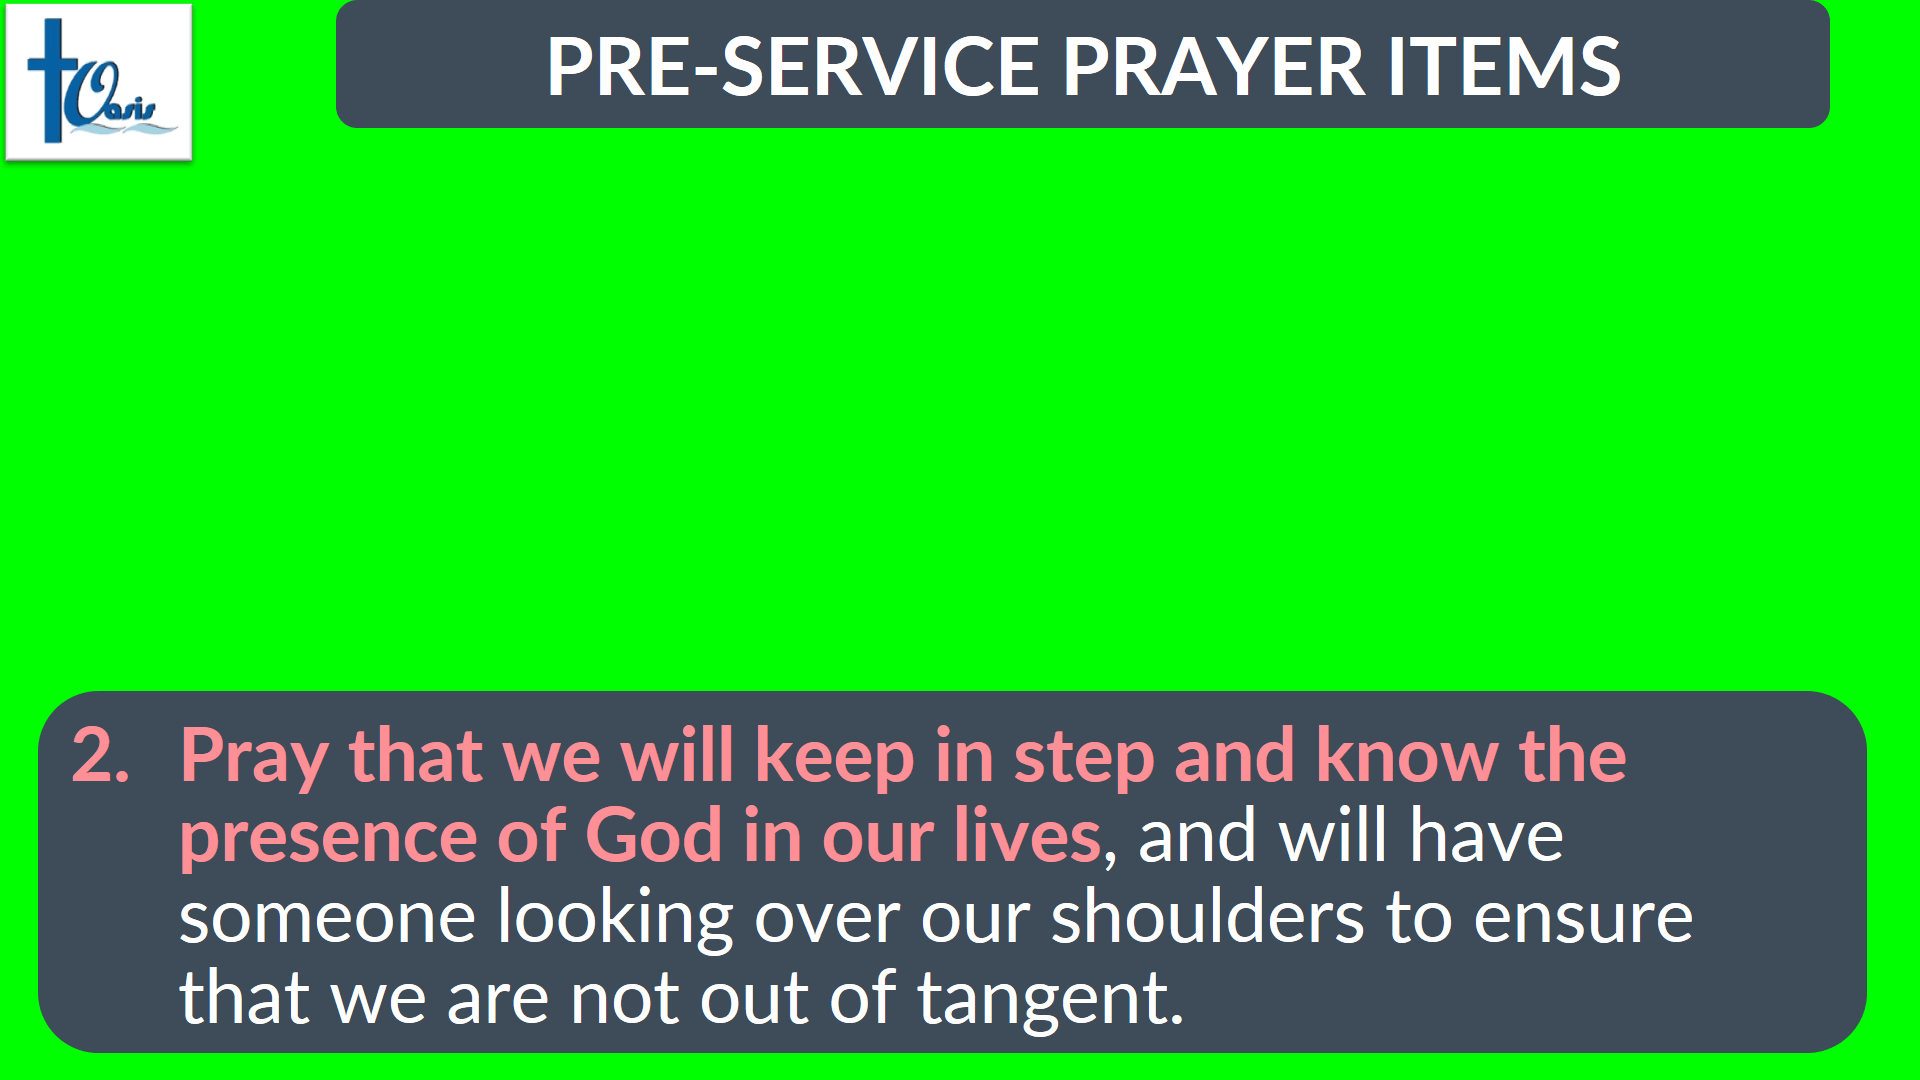 Oasis
PRE-SERVICE PRAYER ITEMS
2. Pray that we will keep in step and know the
presence of God in our lives, and will have
someone looking over our shoulders to ensure
that we are not out of tangent.